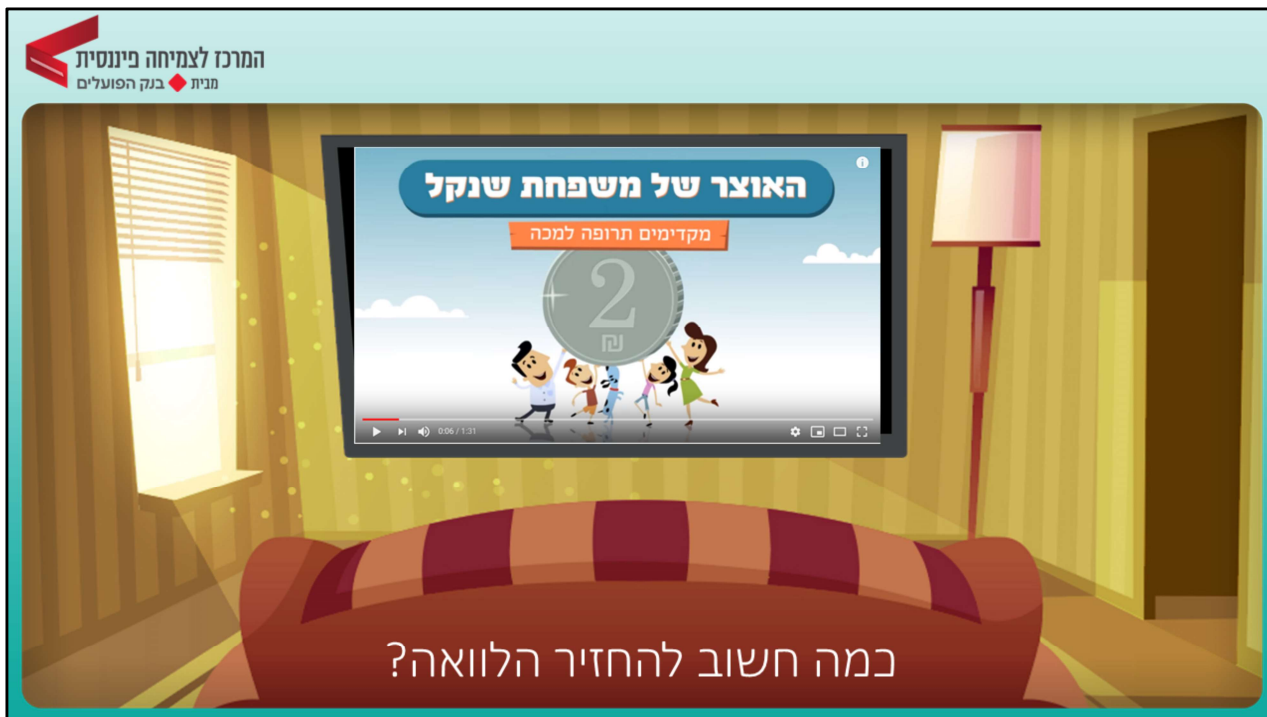 המרכז לצמיחה פיננסית
מבית בנק הפועלים
האוצר של משפחת שנקל
מקדימים תרופה למכה
2
₪
0:06 / 1:31
כמה חשוב להחזיר הלוואה?